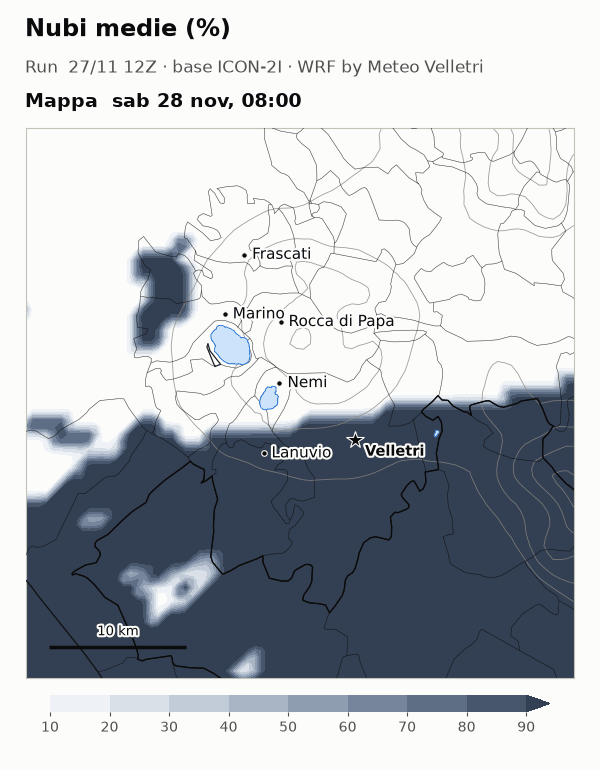 Nubi medie (%)
Run  27/11 12Z · base ICON-2I · WRF by Meteo Velletri
Mappa  sab 28 nov, 08:00
Frascati
Marino
Rocca di Papa
Nemi
Velletri
Lanuvio
10 km
10 20 30 40 50 60 70 80 90